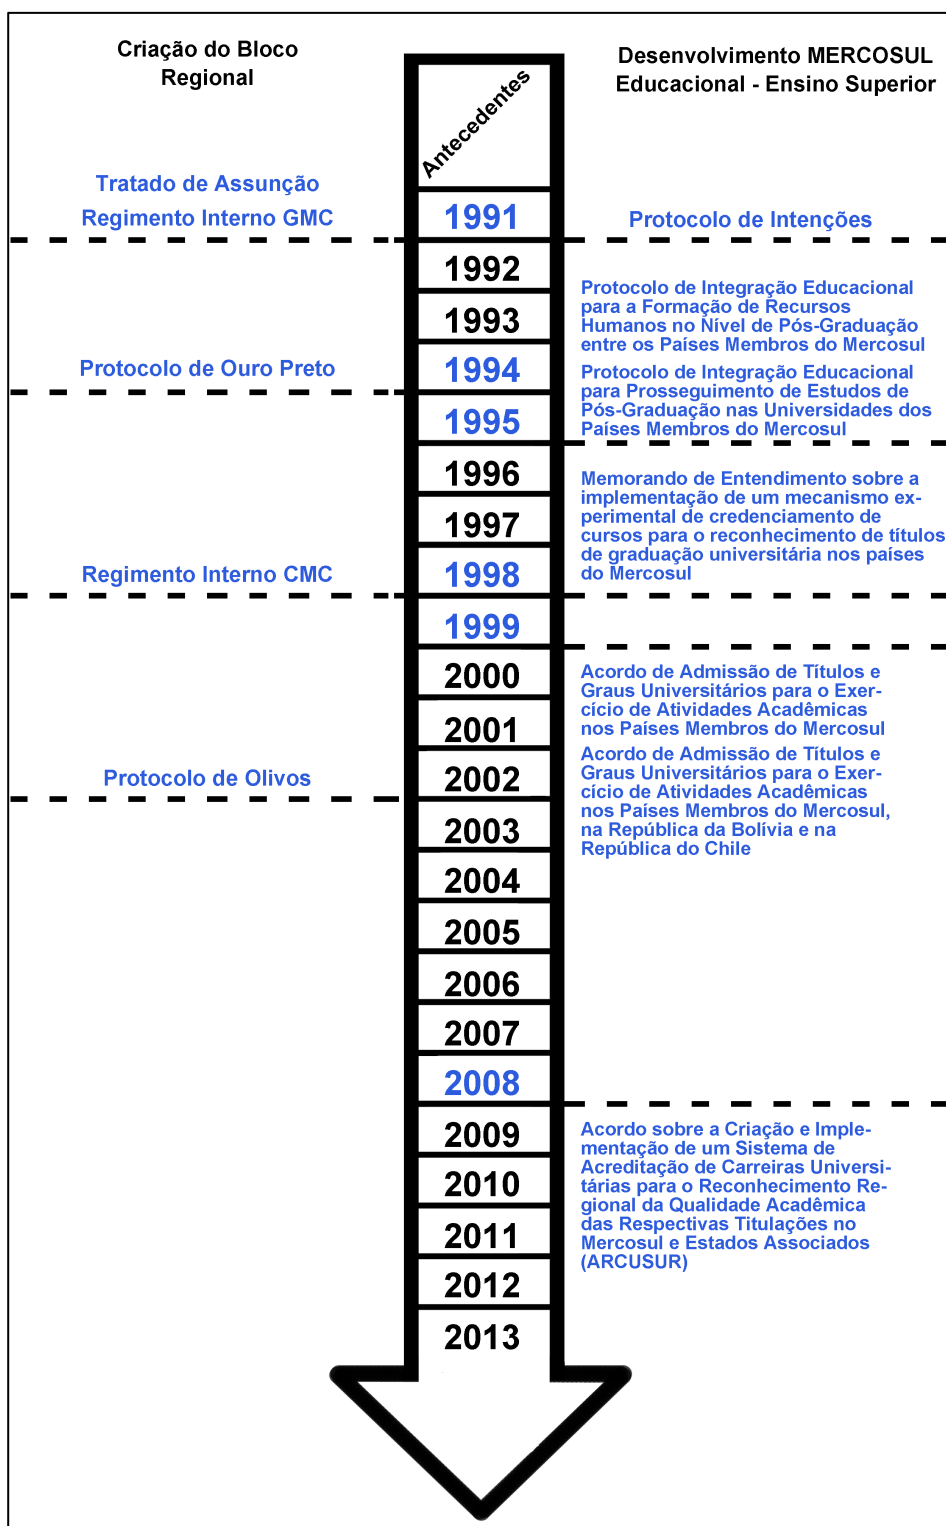 Criação do Bloco
Regional
Desenvolvimento MERCOSUL
Educacional - Ensino Superior
Antecedentes
Tratado de Assunção
Regimento Interno GMC
1991
Protocolo de Intenções
1992
1993
Protocolo de Integração Educacional
para a Formação de Recursos
Humanos no Nível de Pós-Graduação
entre os Países Membros do Mercosul
Protocolo de Ouro Preto
1994
1995
Protocolo de Integração Educacional
para Prosseguimento de Estudos de
Pós-Graduação nas Universidades dos
Países Membros do Mercosul
1996
1997
Memorando de Entendimento sobre a
implementação de um mecanismo ex-
perimental de credenciamento de
cursos para o reconhecimento de títulos
de graduação universitária nos países
do Mercosul
Regimento Interno CMC
1998
1999
2000
2001
Acordo de Admissão de Títulos e
Graus Universitários para o Exer-
cício de Atividades Acadêmicas
nos Países Membros do Mercosul
Protocolo de Olivos
2002
2003
Acordo de Admissão de Títulos e
Graus Universitários para o Exer-
cício de Atividades Acadêmicas
nos Países Membros do Mercosul,
na República da Bolívia e na
República do Chile
2004
2005
2006
2007
2008
2009
2010
2011
2012
2013
Acordo sobre a Criação e Imple-
mentação de um Sistema de
Acreditação de Carreiras Universi-
tárias para o Reconhecimento Re-
gional da Qualidade Acadêmica
das Respectivas Titulações no
Mercosul e Estados Associados
(ARCUSUR)